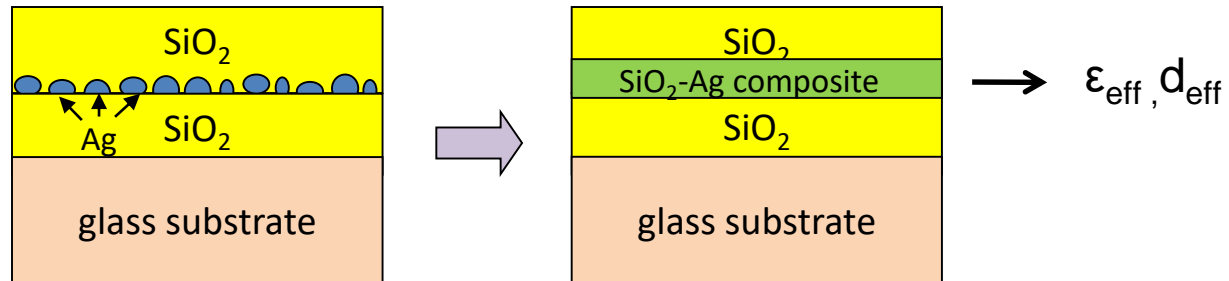 SiO₂
Ag
SiO₂
glass substrate
SiO₂
SiO₂-Ag composite
SiO₂
glass substrate
εeff , deff